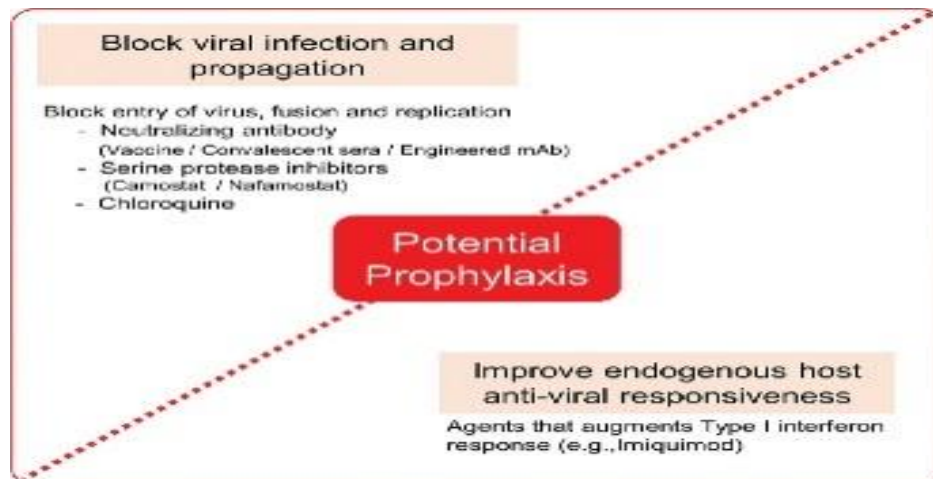 Block viral infection and
propagation
Block entry of virus, fusion and replication
- Neutralizing antibody
(Vaccine / Convalescent sera / Engineered mAb)
- Serine protease inhibitors
(Camostat / Nafamostat)
- Chloroquine
Potential
Prophylaxis
Improve endogenous host
anti-viral responsiveness
Agents that augments Type I interferon
response (e.g.,Imiquimod)